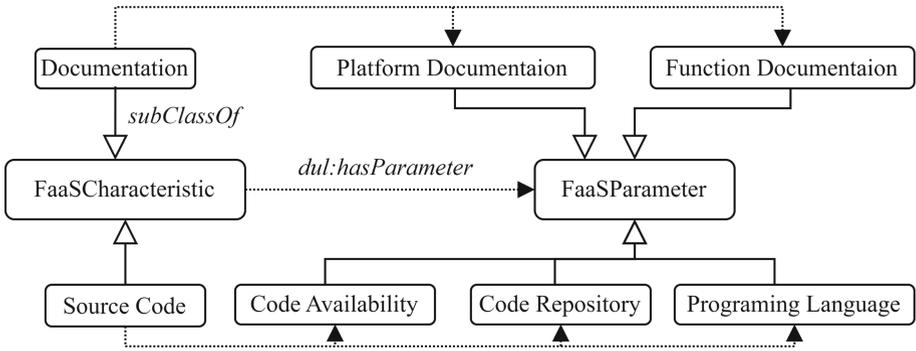 Documentation
Platform Documentaion
Function Documentaion
subClassOf
FaaSCharacteristic
dul:hasParameter
FaaSParameter
Source Code
Code Availability
Code Repository
Programing Language